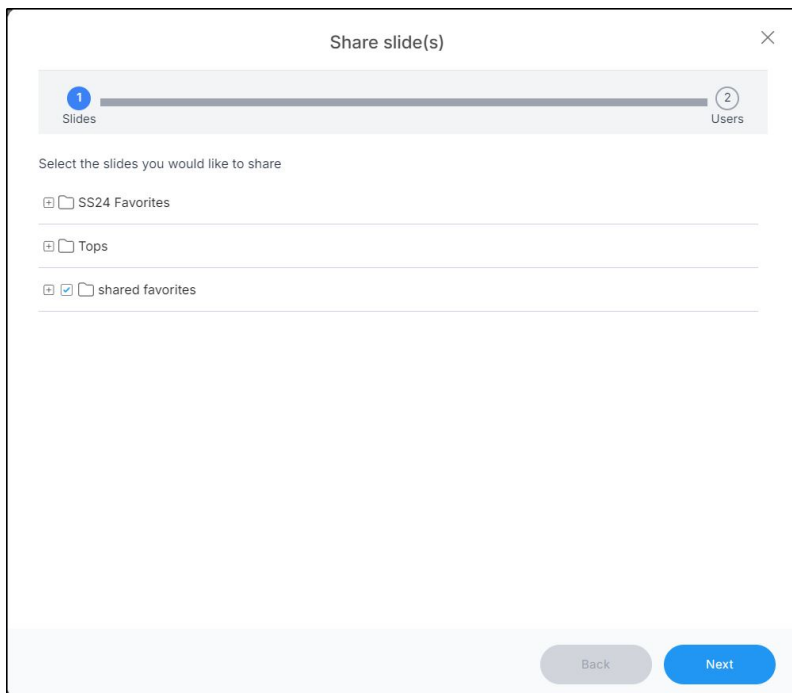 Share slide(s)
1
2
Slides
Users
Select the slides you would like to share
SS24 Favorites
Tops
shared favorites
Back
Next